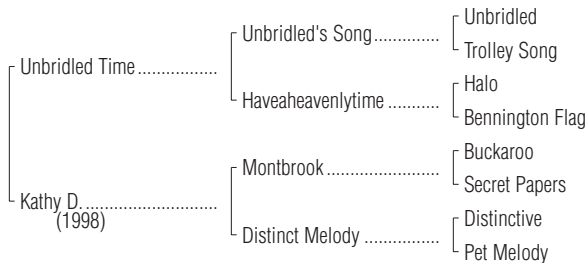 Unbridled
Unbridled's Song..............
Trolley Song
Unbridled Time.................
Halo
Haveaheavenlytime...........
Bennington Flag
Buckaroo
Montbrook........................
Secret Papers
Kathy D............................
(1998)
Distinctive
Distinct Melody................
Pet Melody